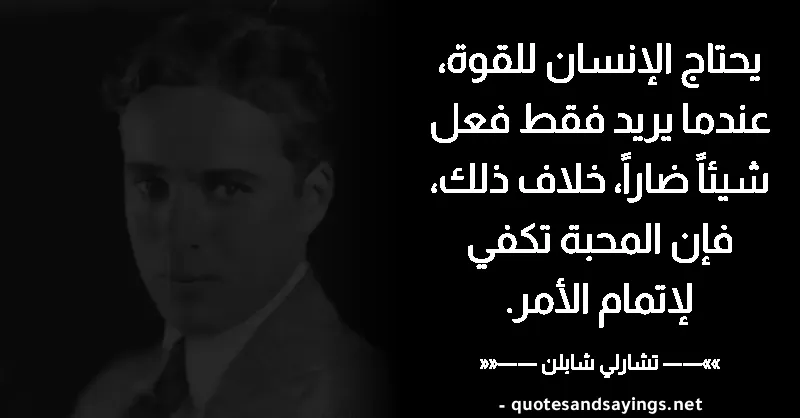 يحتاج الإنسان للقوة،
عندما يريد فقط فعل
شيئاً ضاراً، خلاف ذلك،
فإن المحبة تكفي
لإتمام الأمر.
»»—— تشارلي شابلن ——««
- quotesandsayings.net